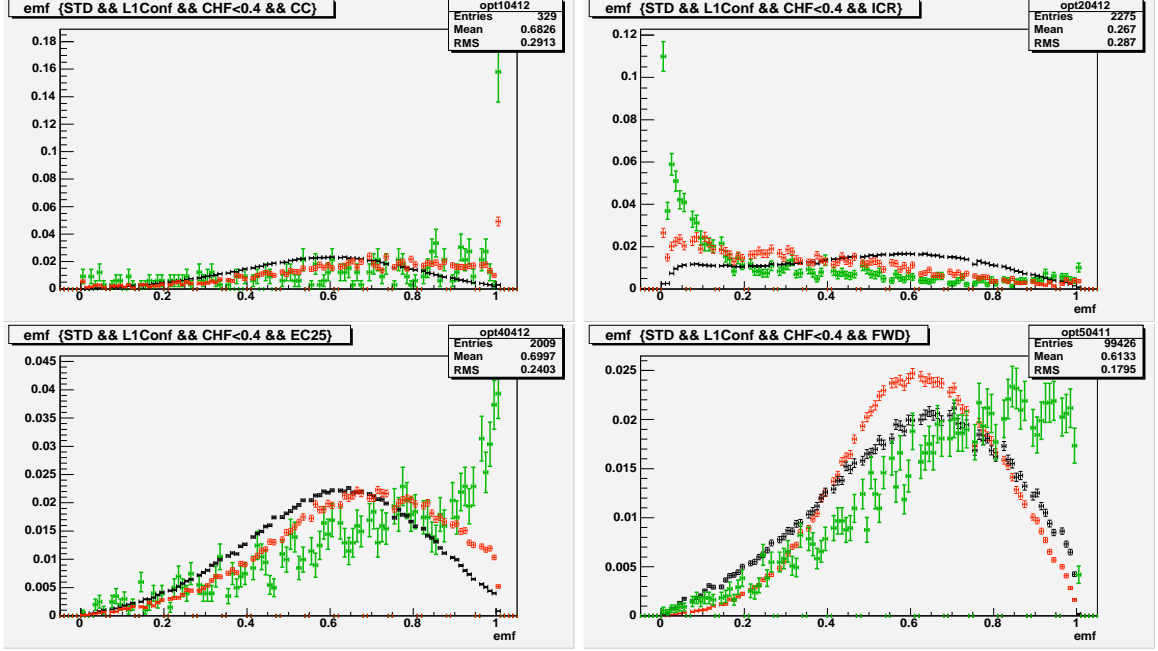 emf {STD && L1Conf && CHF<0.4 && CC}
opt10412
Entries 329
Mean 0.6826
RMS 0.2913
0.18
0.16
0.14
0.12
0.1
0.08
0.06
0.04
0.02
0
0 0.2 0.4 0.6 0.8 1
emf
emf {STD && L1Conf && CHF<0.4 && ICR}
opt20412
Entries 2275
Mean 0.267
RMS 0.287
0.12
0.1
0.08
0.06
0.04
0.02
0
0 0.2 0.4 0.6 0.8 1
emf
emf {STD && L1Conf && CHF<0.4 && EC25}
opt40412
Entries 2009
Mean 0.6997
RMS 0.2403
0.045
0.04
0.035
0.03
0.025
0.02
0.015
0.01
0.005
0
0 0.2 0.4 0.6 0.8 1
emf
emf {STD && L1Conf && CHF<0.4 && FWD}
opt50411
Entries 99426
Mean 0.6133
RMS 0.1795
0.025
0.02
0.015
0.01
0.005
0
0 0.2 0.4 0.6 0.8 1
emf